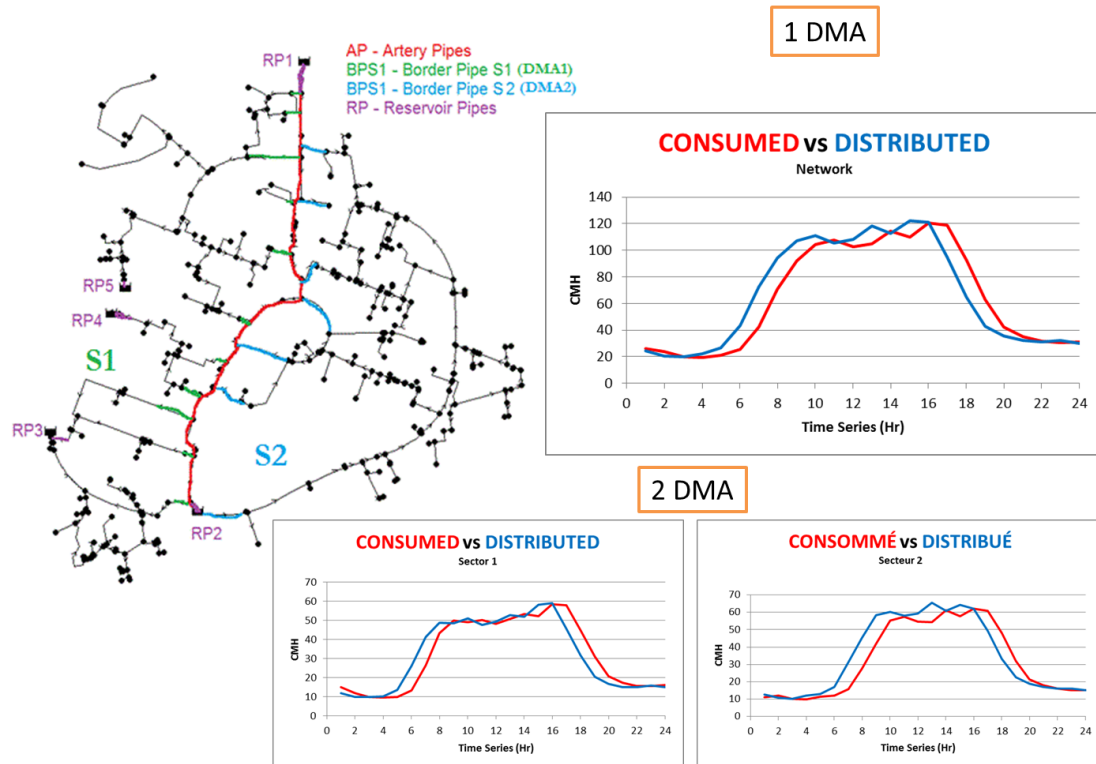 1 DMA
RP1
AP - Artery Pipes
BPS1 - Border Pipe S1 (DMA1)
BPS1 - Border Pipe S2 (DMA2)
RP - Reservoir Pipes
RP5
RP4
S1
RP3
S2
RP2
CONSUMED vs DISTRIBUTED
Network
140
120
100
80
60
40
20
0
CMH
0 2 4 6 8 10 12 14 16 18 20 22 24
Time Series (Hr)
2 DMA
CONSUMED vs DISTRIBUTED
Sector 1
70
60
50
40
30
20
10
0
CMH
0 2 4 6 8 10 12 14 16 18 20 22 24
Time Series (Hr)
CONSOMMÉ vs DISTRIBUÉ
Secteur 2
70
60
50
40
30
20
10
0
CMH
0 2 4 6 8 10 12 14 16 18 20 22 24
Time Series (Hr)